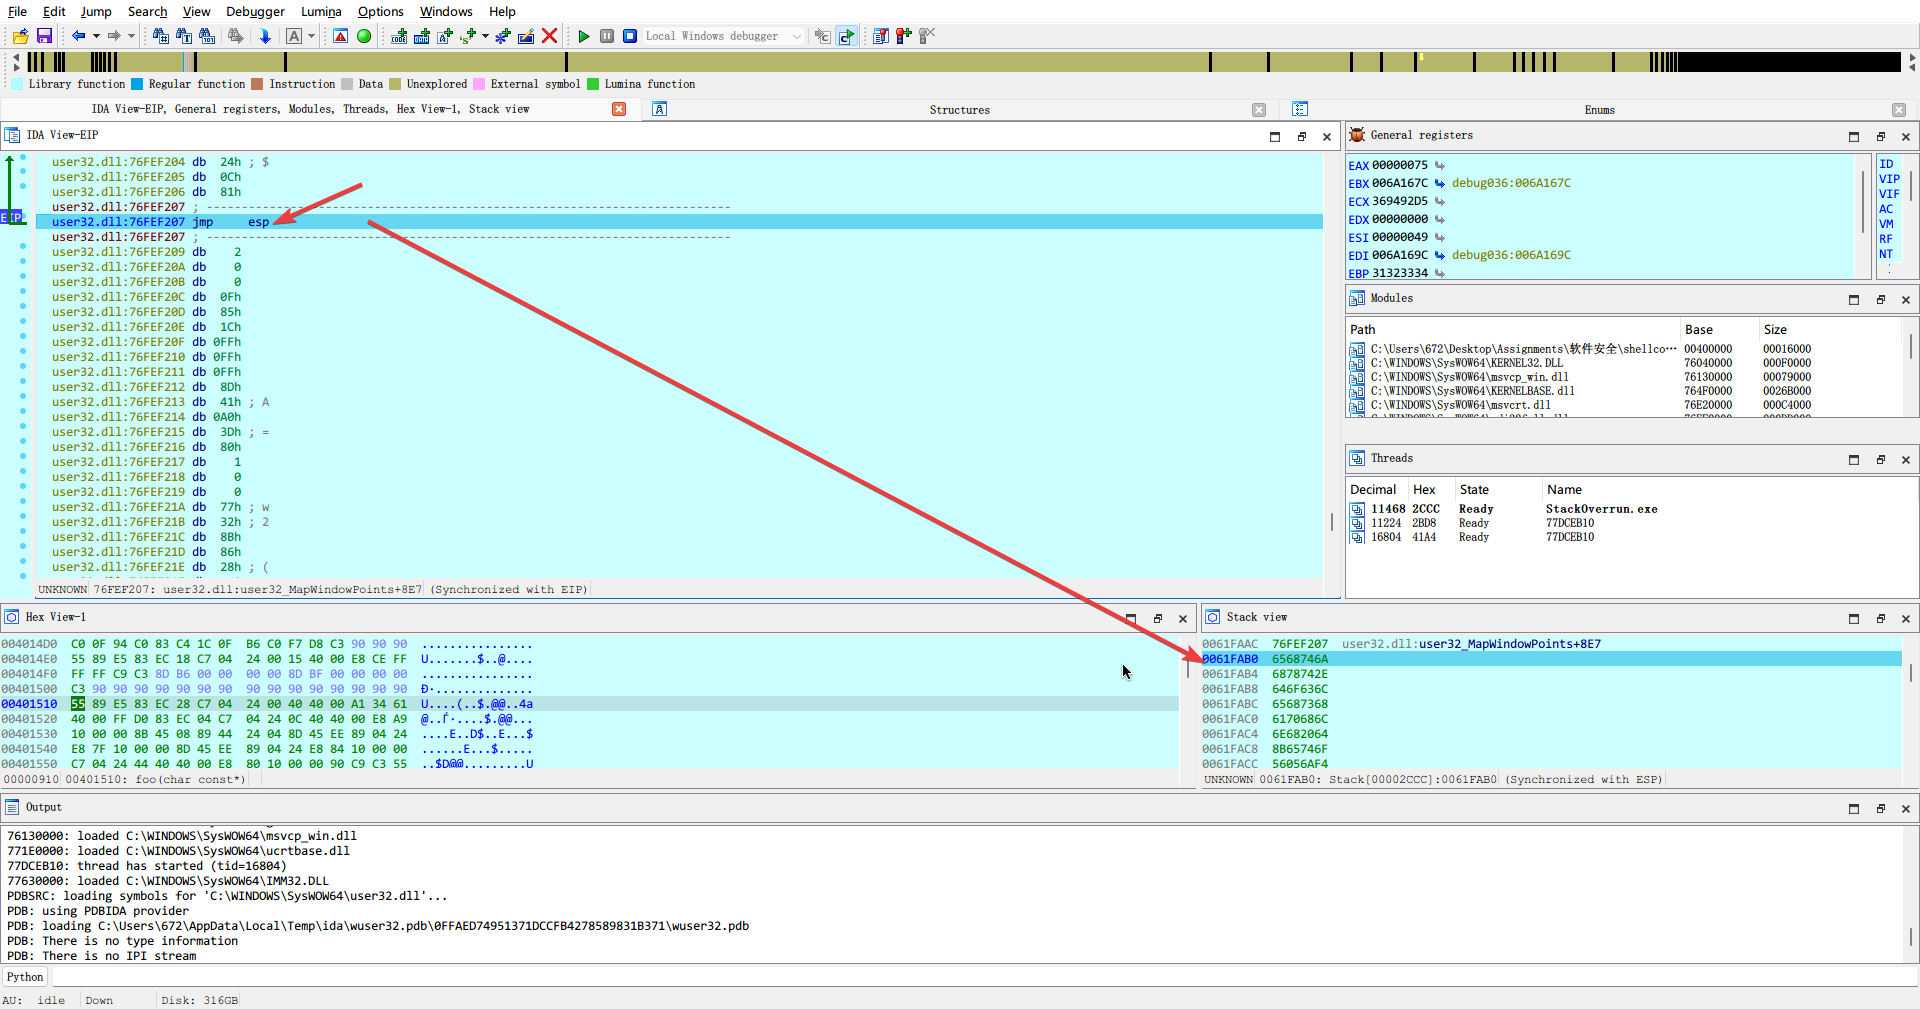 File Edit Jump Search View Debugger Lumina Options Windows Help
Local Windows debugger
Library function Regular function Instruction Data Unexplored External symbol Lumina function
IDA View-EIP, General registers, Modules, Threads, Hex View-1, Stack view
Structures
Enums
IDA View-EIP
EIP
user32.dll:76FEF204 db 24h ; $
user32.dll:76FEF205 db 0Ch
user32.dll:76FEF206 db 81h
user32.dll:76FEF207 ; ---------------------------------------------------------------------------
user32.dll:76FEF207 jmp esp
user32.dll:76FEF207 ; ---------------------------------------------------------------------------
user32.dll:76FEF209 db 2
user32.dll:76FEF20A db 0
user32.dll:76FEF20B db 0
user32.dll:76FEF20C db 0Fh
user32.dll:76FEF20D db 85h
user32.dll:76FEF20E db 1Ch
user32.dll:76FEF20F db 0FFh
user32.dll:76FEF210 db 0FFh
user32.dll:76FEF211 db 0FFh
user32.dll:76FEF212 db 8Dh
user32.dll:76FEF213 db 41h ; A
user32.dll:76FEF214 db 0A0h
user32.dll:76FEF215 db 3Dh ; =
user32.dll:76FEF216 db 80h
user32.dll:76FEF217 db 1
user32.dll:76FEF218 db 0
user32.dll:76FEF219 db 0
user32.dll:76FEF21A db 77h ; w
user32.dll:76FEF21B db 32h ; 2
user32.dll:76FEF21C db 8Bh
user32.dll:76FEF21D db 86h
user32.dll:76FEF21E db 28h ; (
UNKNOWN 76FEF207: user32.dll:user32_MapWindowPoints+8E7 (Synchronized with EIP)
General registers
EAX 00000075
EBX 006A167C debug036:006A167C
ECX 369492D5
EDX 00000000
ESI 00000049
EDI 006A169C debug036:006A169C
EBP 31323334
ID
VIP
VIF
AC
VM
RF
NT
Modules
Path Base Size
C:\Users\672\Desktop\Assignments\软件安全\shellco… 00400000 00016000
C:\WINDOWS\SysWOW64\KERNEL32.DLL 76040000 000F0000
C:\WINDOWS\SysWOW64\msvcp_win.dll 76130000 00079000
C:\WINDOWS\SysWOW64\KERNELBASE.dll 764F0000 0026B000
C:\WINDOWS\SysWOW64\msvcrt.dll 76E20000 000C4000
Threads
Decimal Hex State Name
11468 2CCC Ready StackOverrun.exe
11224 2BD8 Ready 77DCEB10
16804 41A4 Ready 77DCEB10
Hex View-1
004014D0 C0 0F 94 C0 83 C4 1C 0F B6 C0 F7 D8 C3 90 90 90 ................
004014E0 55 89 E5 83 EC 18 C7 04 24 00 15 40 00 E8 CE FF U.......$..@....
004014F0 FF FF C9 C3 8D B6 00 00 00 00 8D BF 00 00 00 00 ................
00401500 C3 90 90 90 90 90 90 90 90 90 90 90 90 90 90 90 Ð·..............
00401510 55 89 E5 83 EC 28 C7 04 24 00 40 40 00 A1 34 61 U....(..$.@@..4a
00401520 40 00 FF D0 83 EC 04 C7 04 24 0C 40 40 00 E8 A9 @..Ѓ·....$.@@...
00401530 10 00 00 8B 45 08 89 44 24 04 8D 45 EE 89 04 24 ....E..D$..E...$
00401540 E8 7F 10 00 00 8D 45 EE 89 04 24 E8 84 10 00 00 ......E...$.....
00401550 C7 04 24 44 40 40 00 E8 80 10 00 00 90 C9 C3 55 ..$D@@.........U
00000910 00401510: foo(char const*)
Stack view
0061FAAC 76FEF207 user32.dll:user32_MapWindowPoints+8E7
0061FAB0 6568746A
0061FAB4 6878742E
0061FAB8 646F636C
0061FABC 65687368
0061FAC0 6170686C
0061FAC4 6E682064
0061FAC8 8B65746F
0061FACC 56056AF4
UNKNOWN 0061FAB0: Stack[00002CCC]:0061FAB0 (Synchronized with ESP)
Output
76130000: loaded C:\WINDOWS\SysWOW64\msvcp_win.dll
771E0000: loaded C:\WINDOWS\SysWOW64\ucrtbase.dll
77DCEB10: thread has started (tid=16804)
77630000: loaded C:\WINDOWS\SysWOW64\IMM32.DLL
PDBSRC: loading symbols for 'C:\WINDOWS\SysWOW64\user32.dll'...
PDB: using PDBIDA provider
PDB: loading C:\Users\672\AppData\Local\Temp\ida\wuser32.pdb\0FFAED74951371DCCFB4278589831B371\wuser32.pdb
PDB: There is no type information
PDB: There is no IPI stream
Python
AU: idle Down Disk: 316GB